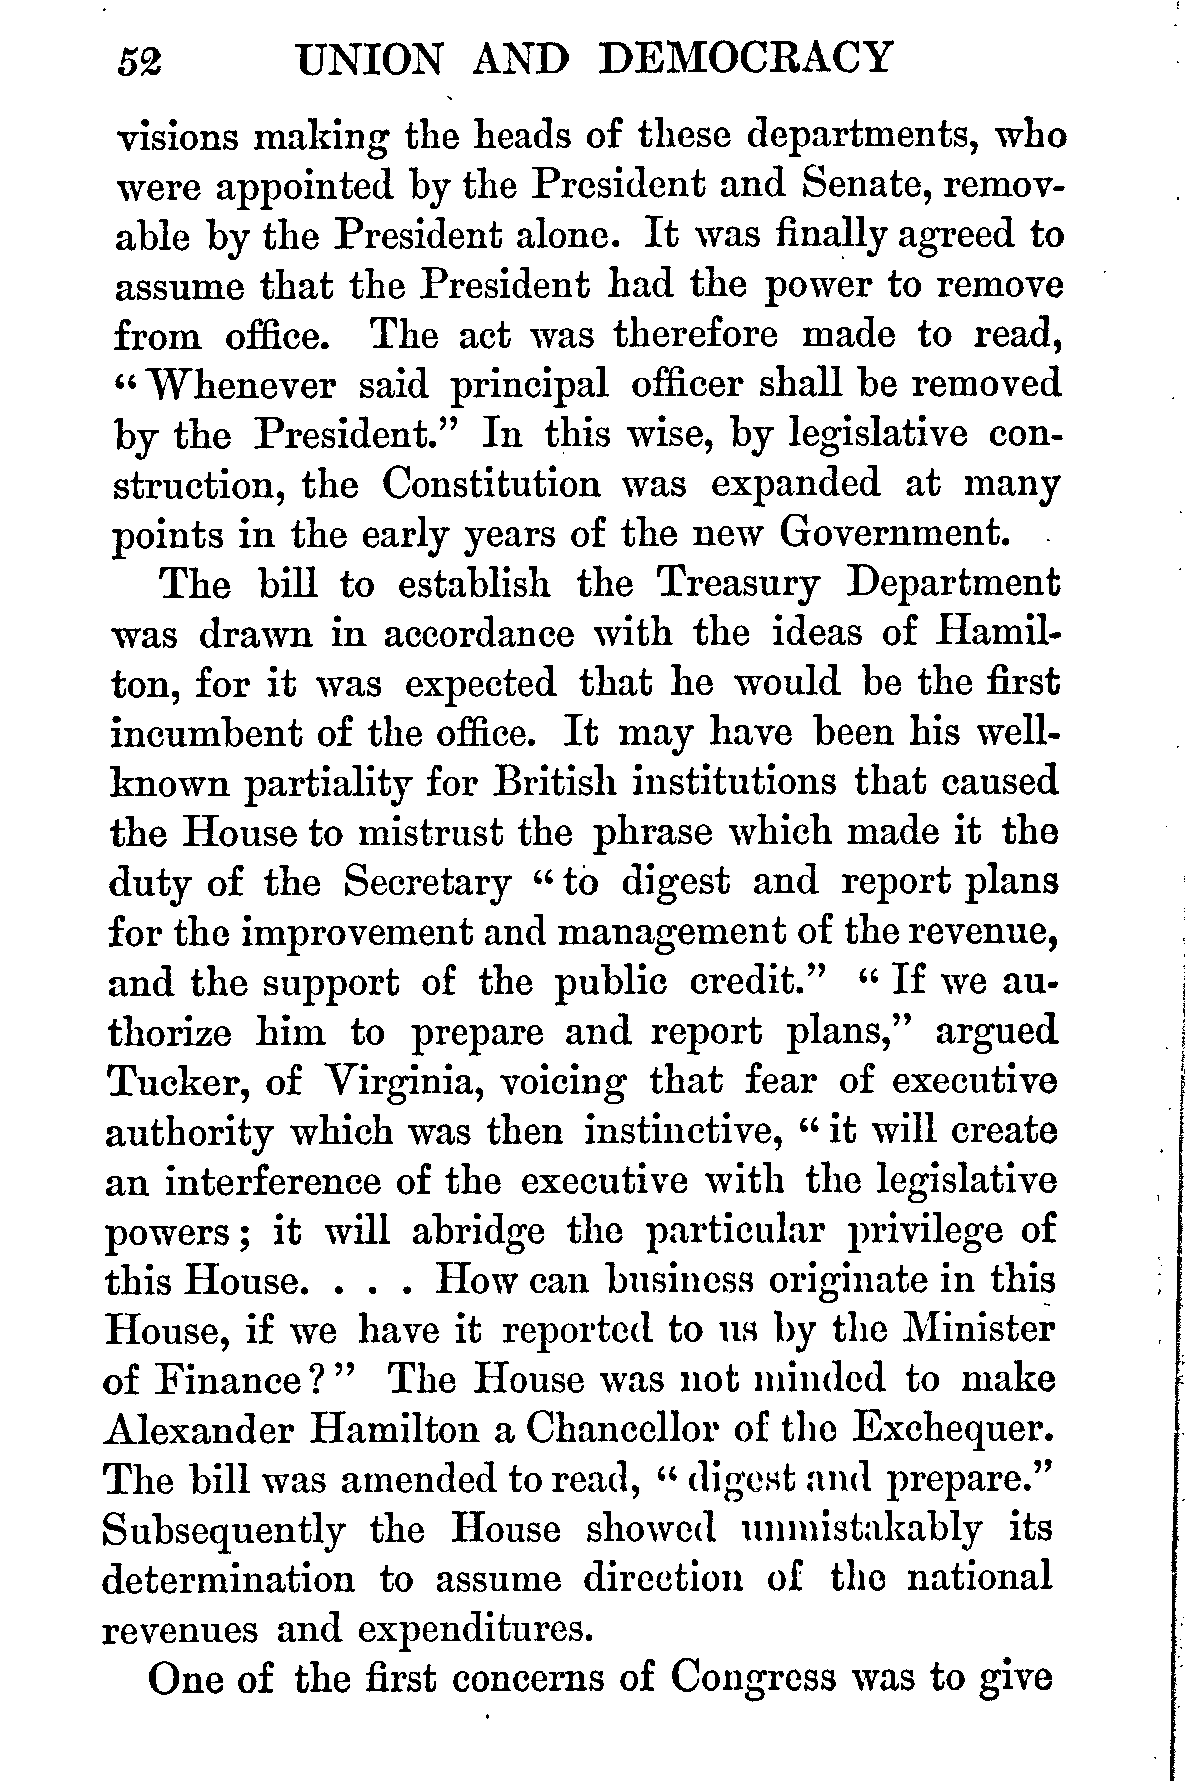 52 UNION AND DEMOCRACY
visions making the heads of these departments, who
were appointed by the President and Senate, remov-
able by the President alone. It was finally agreed to
assume that the President had the power to remove
from office. The act was therefore made to read,
“Whenever said principal officer shall be removed
by the President.” In this wise, by legislative con-
struction, the Constitution was expanded at many
points in the early years of the new Government.
The bill to establish the Treasury Department
was drawn in accordance with the ideas of Hamil-
ton, for it was expected that he would be the first
incumbent of the office. It may have been his well-
known partiality for British institutions that caused
the House to mistrust the phrase which made it the
duty of the Secretary “to digest and report plans
for the improvement and management of the revenue,
and the support of the public credit.” “If we au-
thorize him to prepare and report plans,” argued
Tucker, of Virginia, voicing that fear of executive
authority which was then instinctive, “it will create
an interference of the executive with the legislative
powers; it will abridge the particular privilege of
this House. . . . How can business originate in this
House, if we have it reported to us by the Minister
of Finance?” The House was not minded to make
Alexander Hamilton a Chancellor of the Exchequer.
The bill was amended to read, “digest and prepare.”
Subsequently the House showed unmistakably its
determination to assume direction of the national
revenues and expenditures.
One of the first concerns of Congress was to give